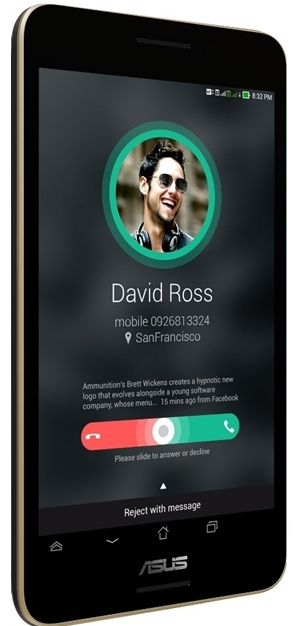 8:32 PM
David Ross
mobile 0926813324
SanFrancisco
Ammunition's Brett Wickens creates a hypnotic new
logo that evolves alongside a young software
company, whose menu... 15 mins ago from Facebook
Please slide to answer or decline
Reject with message
ASUS